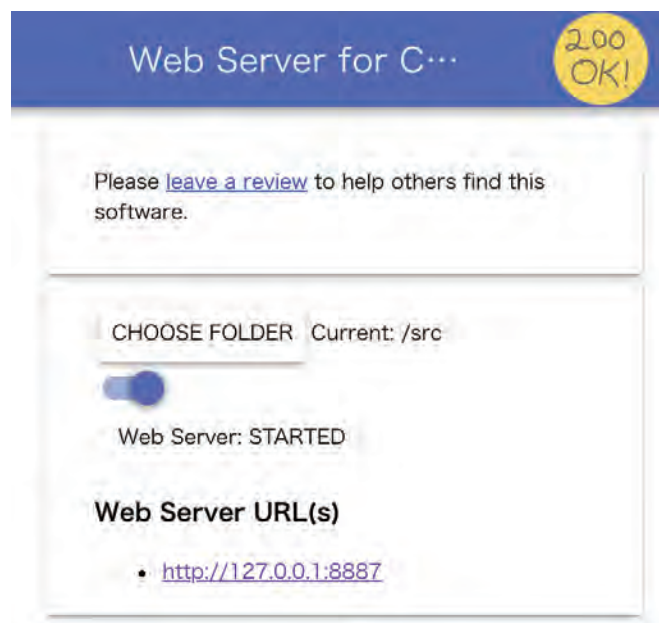 Web Server for C…
200
OK!
Please leave a review to help others find this
software.
CHOOSE FOLDER Current: /src
Web Server: STARTED
Web Server URL(s)
• http://127.0.0.1:8887